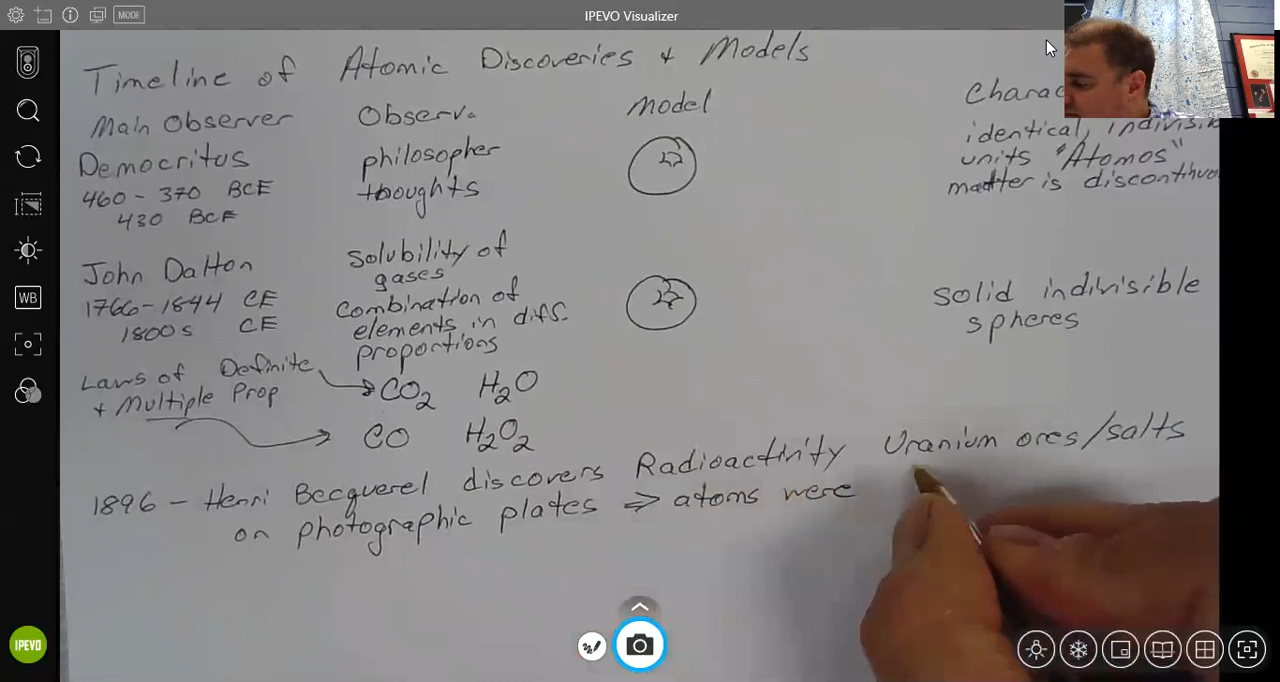 IPEVO Visualizer
MODE
Timeline of Atomic Discoveries + Models
Main Observer
Observ.
Model
Charac
Democritus
460 - 370 BCE
430 BCE
philosopher
thoughts
identical, indivisi
units "Atomos"
matter is discontinuo
John Dalton
1766-1844 CE
1800s CE
Solubility of
gases
Combination of
elements in diff.
proportions
solid indivisible
spheres
Laws of Definite
+ Multiple Prop
CO2 H2O
CO H2O2
1896 - Henri Becquerel discovers Radioactivity Uranium ores/salts
on photographic plates ⇒ atoms were
WB
IPEVO